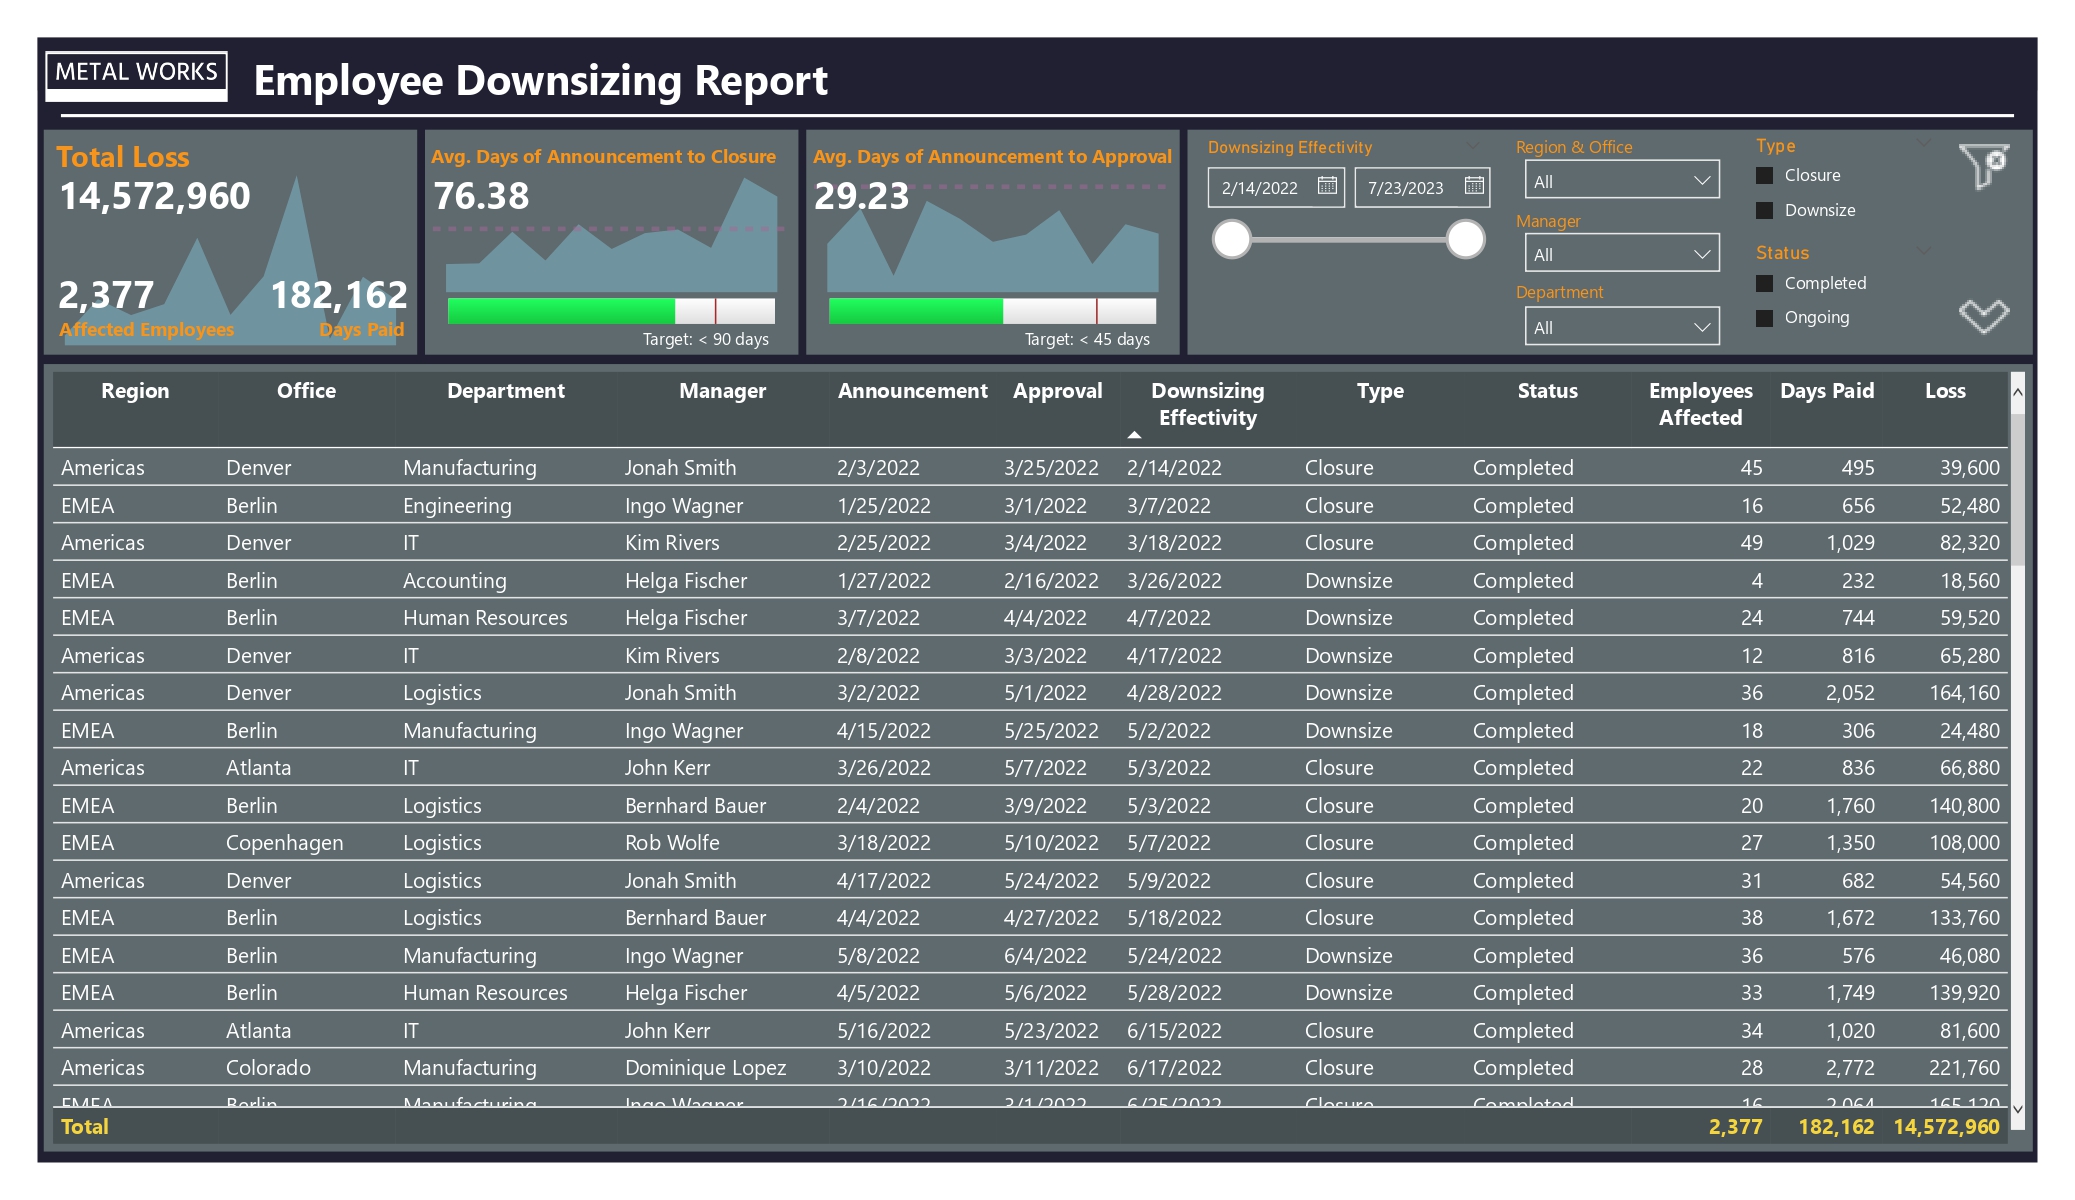 METAL WORKS
Employee Downsizing Report
Total Loss
14,572,960
2,377
182,162
Affected Employees
Days Paid
Avg. Days of Announcement to Closure
76.38
Target: < 90 days
Avg. Days of Announcement to Approval
29.23
Target: < 45 days
Downsizing Effectivity
2/14/2022
7/23/2023
Region & Office
All
Manager
All
Department
All
Type
Closure
Downsize
Status
Completed
Ongoing
Region Office Department Manager Announcement Approval Downsizing Effectivity Type Status Employees Affected Days Paid Loss
Americas Denver Manufacturing Jonah Smith 2/3/2022 3/25/2022 2/14/2022 Closure Completed 45 495 39,600
EMEA Berlin Engineering Ingo Wagner 1/25/2022 3/1/2022 3/7/2022 Closure Completed 16 656 52,480
Americas Denver IT Kim Rivers 2/25/2022 3/4/2022 3/18/2022 Closure Completed 49 1,029 82,320
EMEA Berlin Accounting Helga Fischer 1/27/2022 2/16/2022 3/26/2022 Downsize Completed 4 232 18,560
EMEA Berlin Human Resources Helga Fischer 3/7/2022 4/4/2022 4/7/2022 Downsize Completed 24 744 59,520
Americas Denver IT Kim Rivers 2/8/2022 3/3/2022 4/17/2022 Downsize Completed 12 816 65,280
Americas Denver Logistics Jonah Smith 3/2/2022 5/1/2022 4/28/2022 Downsize Completed 36 2,052 164,160
EMEA Berlin Manufacturing Ingo Wagner 4/15/2022 5/25/2022 5/2/2022 Downsize Completed 18 306 24,480
Americas Atlanta IT John Kerr 3/26/2022 5/7/2022 5/3/2022 Closure Completed 22 836 66,880
EMEA Berlin Logistics Bernhard Bauer 2/4/2022 3/9/2022 5/3/2022 Closure Completed 20 1,760 140,800
EMEA Copenhagen Logistics Rob Wolfe 3/18/2022 5/10/2022 5/7/2022 Closure Completed 27 1,350 108,000
Americas Denver Logistics Jonah Smith 4/17/2022 5/24/2022 5/9/2022 Closure Completed 31 682 54,560
EMEA Berlin Logistics Bernhard Bauer 4/4/2022 4/27/2022 5/18/2022 Closure Completed 38 1,672 133,760
EMEA Berlin Manufacturing Ingo Wagner 5/8/2022 6/4/2022 5/24/2022 Downsize Completed 36 576 46,080
EMEA Berlin Human Resources Helga Fischer 4/5/2022 5/6/2022 5/28/2022 Downsize Completed 33 1,749 139,920
Americas Atlanta IT John Kerr 5/16/2022 5/23/2022 6/15/2022 Closure Completed 34 1,020 81,600
Americas Colorado Manufacturing Dominique Lopez 3/10/2022 3/11/2022 6/17/2022 Closure Completed 28 2,772 221,760
EMEA Berlin Manufacturing Ingo Wagner 2/16/2022 3/1/2022 6/25/2022 Closure Completed 16 2,064 165,120
Total 2,377 182,162 14,572,960